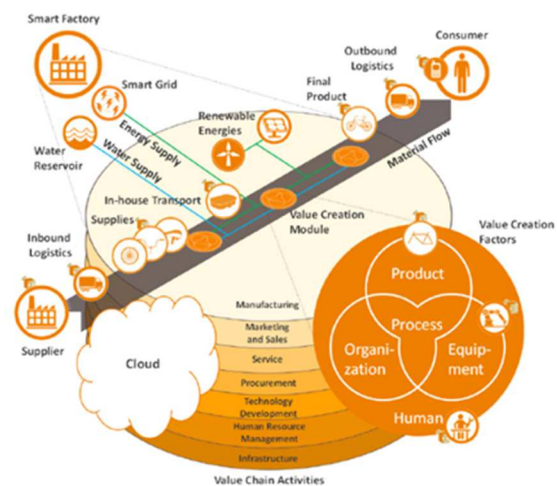 Smart Factory
Consumer
Outbound
Logistics
Smart Grid
Final
Product
Renewable
Energies
Energy Supply
Water
Reservoir
Water Supply
Material Flow
In-house Transport
Supplies
Value Creation
Module
Value Creation
Factors
Inbound
Logistics
Product
Manufacturing
Process
Marketing
and Sales
Supplier
Cloud
Organi-
zation
Equip-
ment
Service
Procurement
Technology
Development
Human
Human Resource
Management
Infrastructure
Value Chain Activities